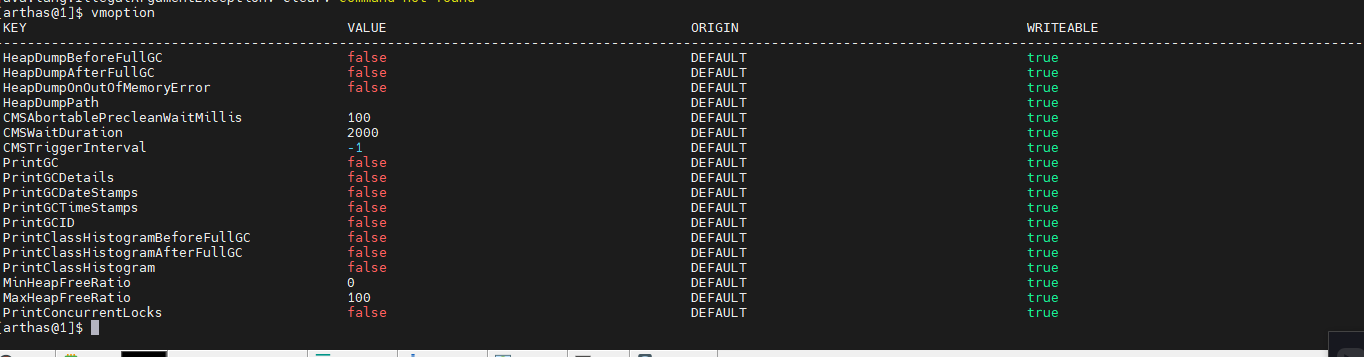 [arthas@1]$ vmoption
KEY VALUE ORIGIN WRITEABLE
HeapDumpBeforeFullGC false DEFAULT true
HeapDumpAfterFullGC false DEFAULT true
HeapDumpOnOutOfMemoryError false DEFAULT true
HeapDumpPath DEFAULT true
CMSAbortablePrecleanWaitMillis 100 DEFAULT true
CMSWaitDuration 2000 DEFAULT true
CMSTriggerInterval -1 DEFAULT true
PrintGC false DEFAULT true
PrintGCDetails false DEFAULT true
PrintGCDateStamps false DEFAULT true
PrintGCTimeStamps false DEFAULT true
PrintGCID false DEFAULT true
PrintClassHistogramBeforeFullGC false DEFAULT true
PrintClassHistogramAfterFullGC false DEFAULT true
PrintClassHistogram false DEFAULT true
MinHeapFreeRatio 0 DEFAULT true
MaxHeapFreeRatio 100 DEFAULT true
PrintConcurrentLocks false DEFAULT true
[arthas@1]$